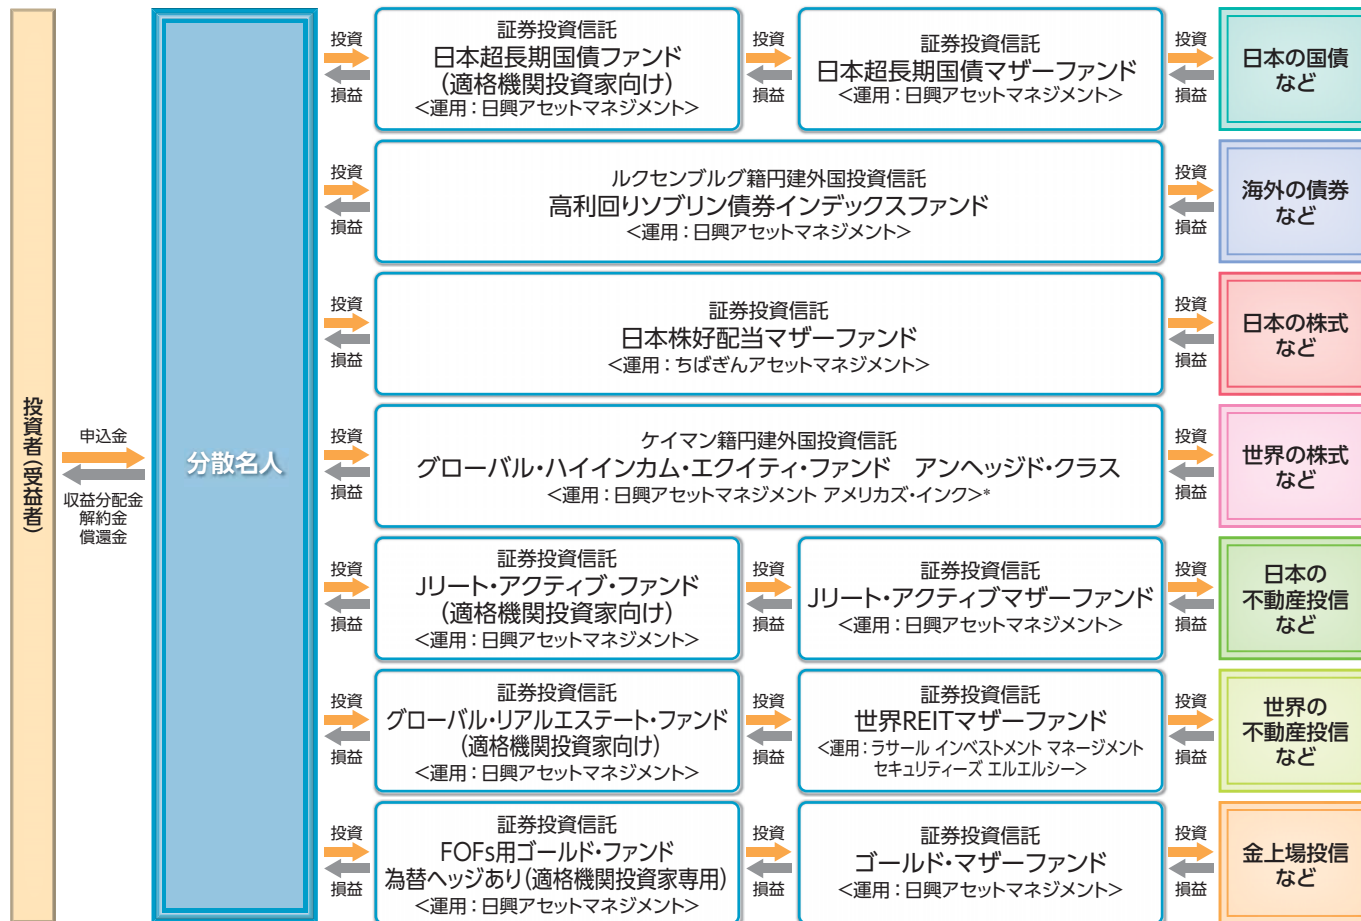 投資者(受益者)
申込金
収益分配金
解約金
償還金
分散名人
投資
損益
証券投資信託
日本超長期国債ファンド
(適格機関投資家向け)
<運用:日興アセットマネジメント>
投資
損益
証券投資信託
日本超長期国債マザーファンド
<運用:日興アセットマネジメント>
投資
損益
日本の国債
など
投資
損益
ルクセンブルグ籍円建外国投資信託
高利回りソブリン債券インデックスファンド
<運用:日興アセットマネジメント>
投資
損益
海外の債券
など
投資
損益
証券投資信託
日本株好配当マザーファンド
<運用:ちばぎんアセットマネジメント>
投資
損益
日本の株式
など
投資
損益
ケイマン籍円建外国投資信託
グローバル・ハイインカム・エクイティ・ファンド アンヘッジド・クラス
<運用:日興アセットマネジメント アメリカズ・インク>*
投資
損益
世界の株式
など
投資
損益
証券投資信託
Jリート・アクティブ・ファンド
(適格機関投資家向け)
<運用:日興アセットマネジメント>
投資
損益
証券投資信託
Jリート・アクティブマザーファンド
<運用:日興アセットマネジメント>
投資
損益
日本の
不動産投信
など
投資
損益
証券投資信託
グローバル・リアルエステート・ファンド
(適格機関投資家向け)
<運用:日興アセットマネジメント>
投資
損益
証券投資信託
世界REITマザーファンド
<運用:ラサール インベストメント マネージメント
セキュリティーズ エルエルシー>
投資
損益
世界の
不動産投信
など
投資
損益
証券投資信託
FOFs用ゴールド・ファンド
為替ヘッジあり(適格機関投資家専用)
<運用:日興アセットマネジメント>
投資
損益
証券投資信託
ゴールド・マザーファンド
<運用:日興アセットマネジメント>
投資
損益
金上場投信
など